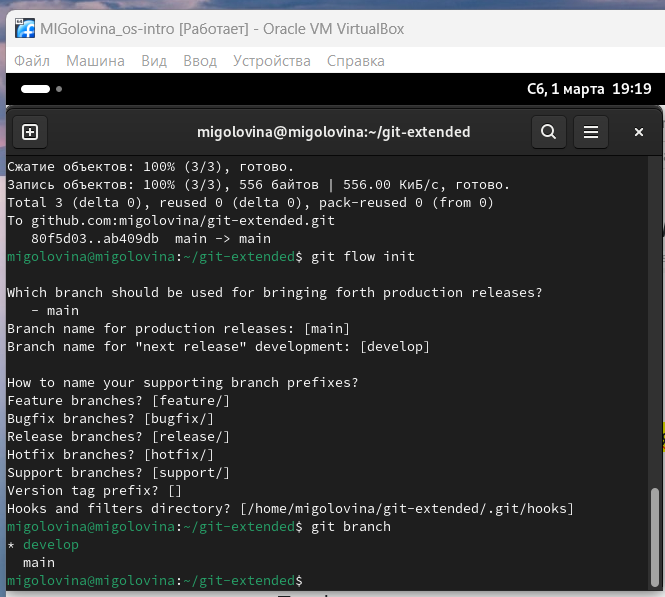 MIGolovina_os-intro [Работает] - Oracle VM VirtualBox
Файл Машина Вид Ввод Устройства Справка
Сб, 1 марта 19:19
migolovina@migolovina:~/git-extended
Сжатие объектов: 100% (3/3), готово.
Запись объектов: 100% (3/3), 556 байтов | 556.00 КиБ/с, готово.
Total 3 (delta 0), reused 0 (delta 0), pack-reused 0 (from 0)
To github.com:migolovina/git-extended.git
80f5d03..ab409db main -> main
migolovina@migolovina:~/git-extended$ git flow init
Which branch should be used for bringing forth production releases?
- main
Branch name for production releases: [main]
Branch name for "next release" development: [develop]
How to name your supporting branch prefixes?
Feature branches? [feature/]
Bugfix branches? [bugfix/]
Release branches? [release/]
Hotfix branches? [hotfix/]
Support branches? [support/]
Version tag prefix? []
Hooks and filters directory? [/home/migolovina/git-extended/.git/hooks]
migolovina@migolovina:~/git-extended$ git branch
* develop
main
migolovina@migolovina:~/git-extended$